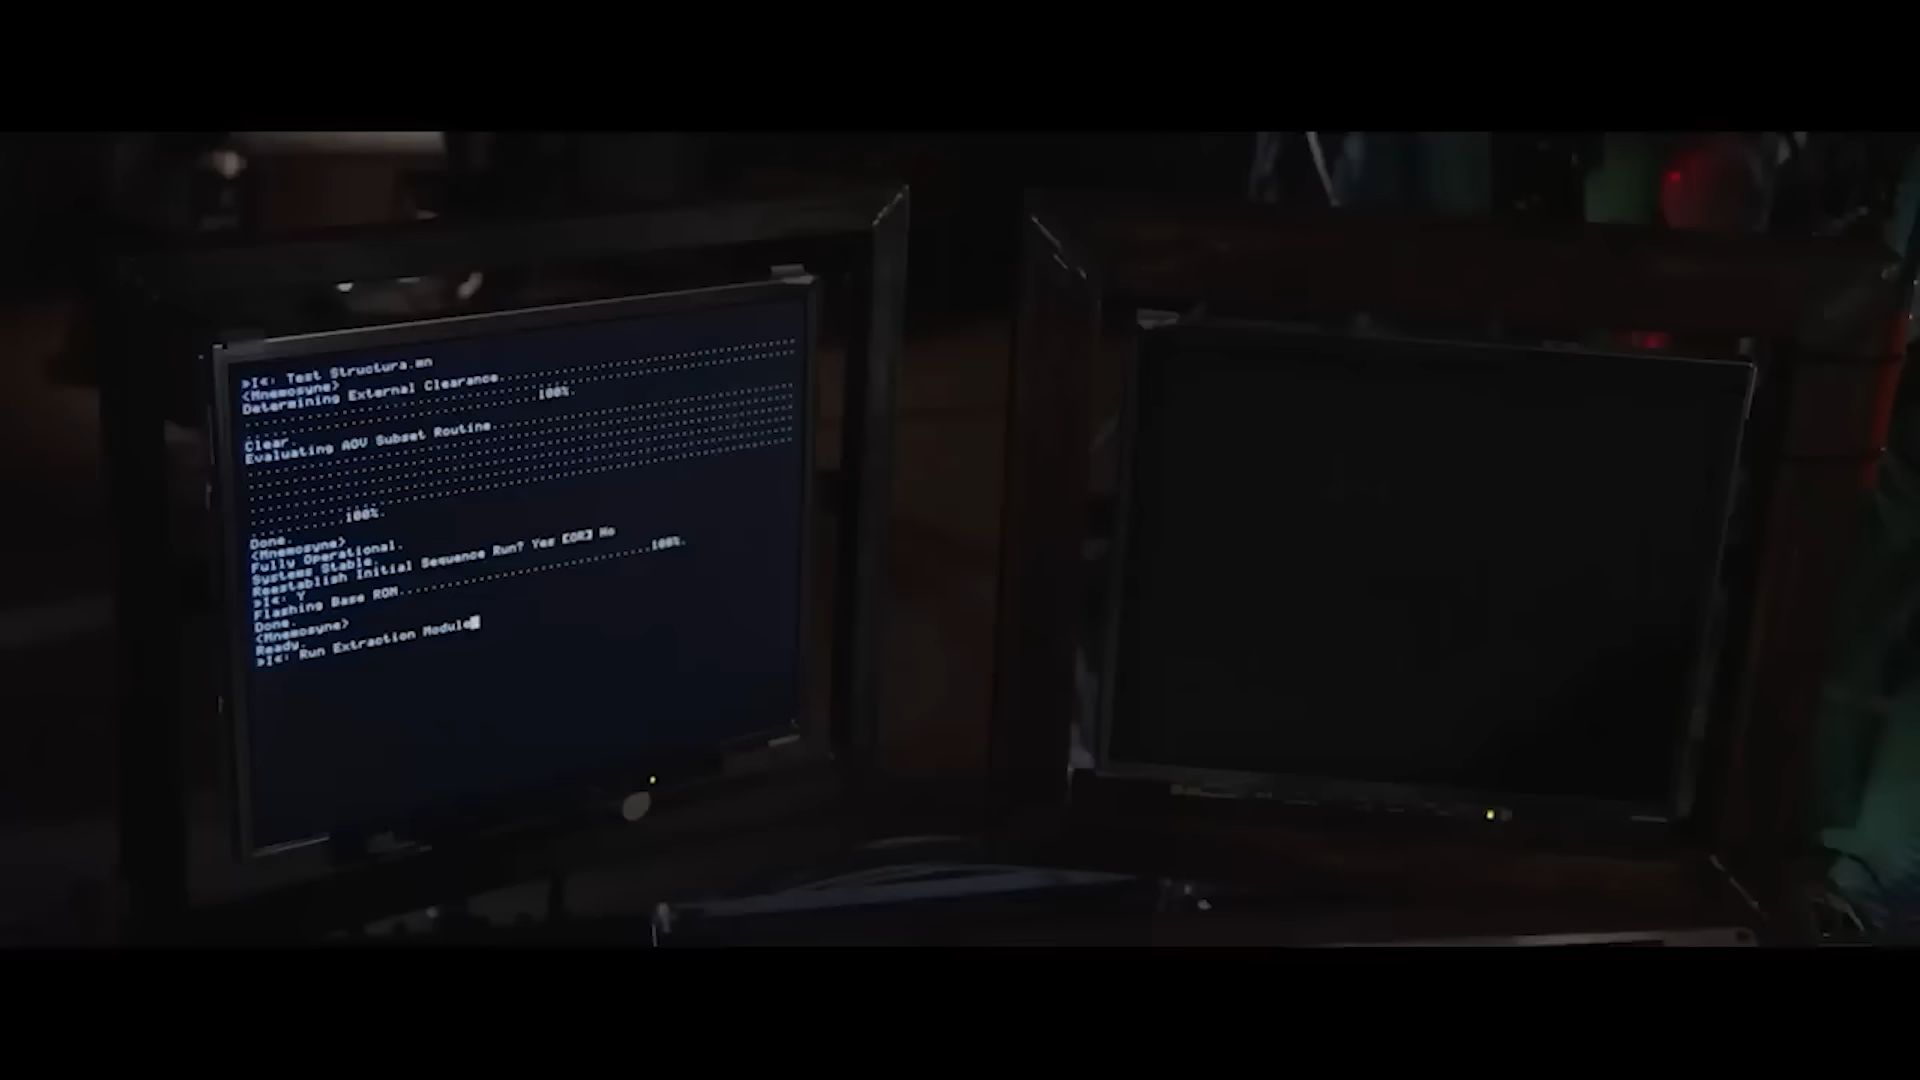 »I«: Test Structura.mn
<Mnemosyne>
Determining External Clearance......................................
....................................100%.
Clear.
Evaluating AOV Subset Routine......................................
......................................................................
......................................................................
......................................................................
......................................................................
............100%.
Done.
<Mnemosyne>
Fully Operational.
Systems Stable.
Reestablish Initial Sequence Run? Yes [OR] No
»I«: Y
Flashing Base ROM................................100%.
Done.
<Mnemosyne>
Ready.
»I«: Run Extraction Module